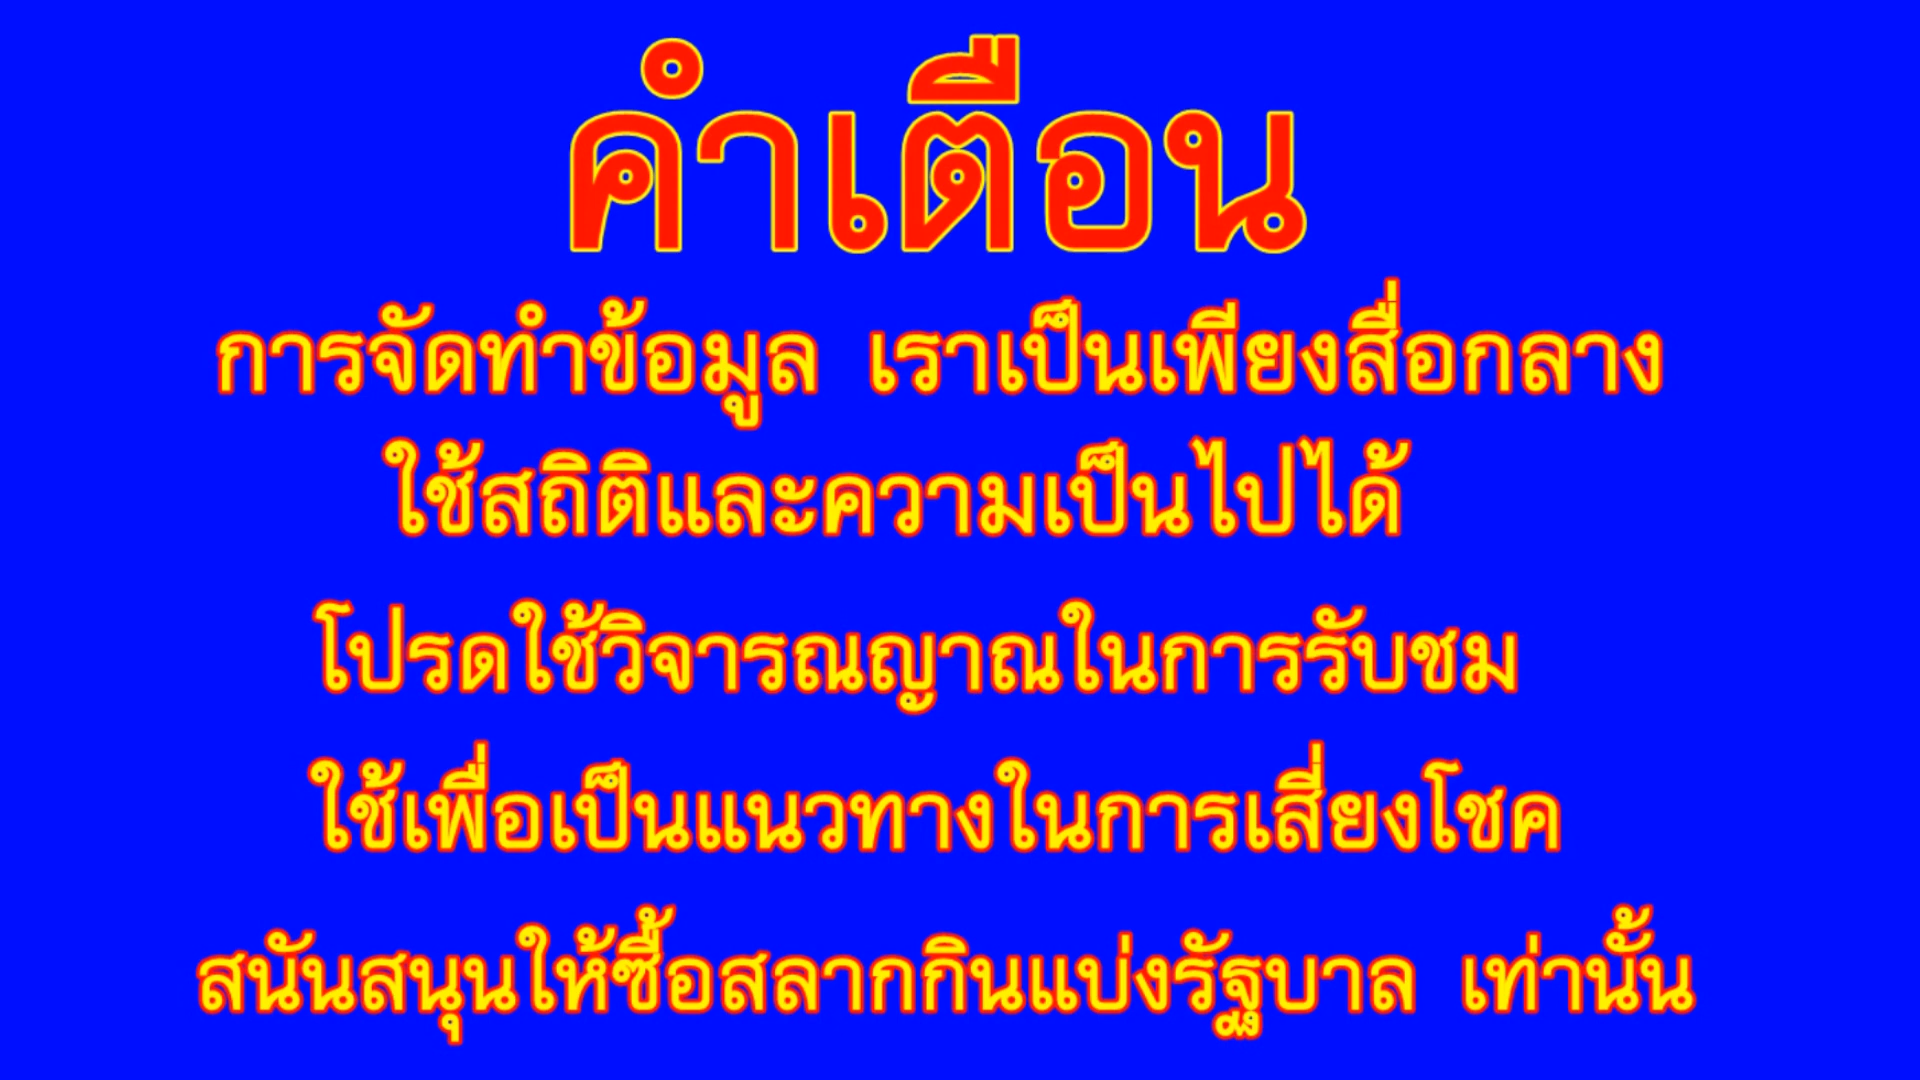 คำเตือน
การจัดทำข้อมูล เราเป็นเพียงสื่อกลาง
ใช้สถิติและความเป็นไปได้
โปรดใช้วิจารณญาณในการรับชม
ใช้เพื่อเป็นแนวทางในการเสี่ยงโชค
สนันสนุนให้ซื้อสลากกินแบ่งรัฐบาล เท่านั้น